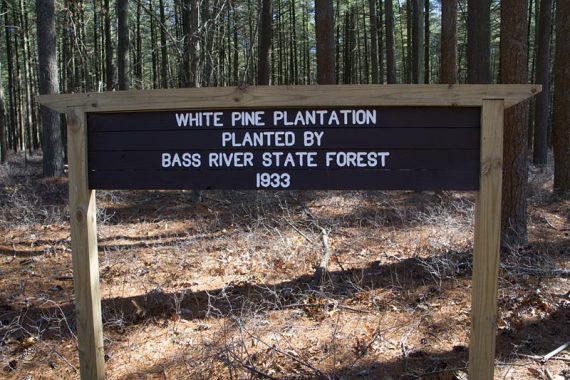 WHITE PINE PLANTATION
PLANTED BY
BASS RIVER STATE FOREST
1933